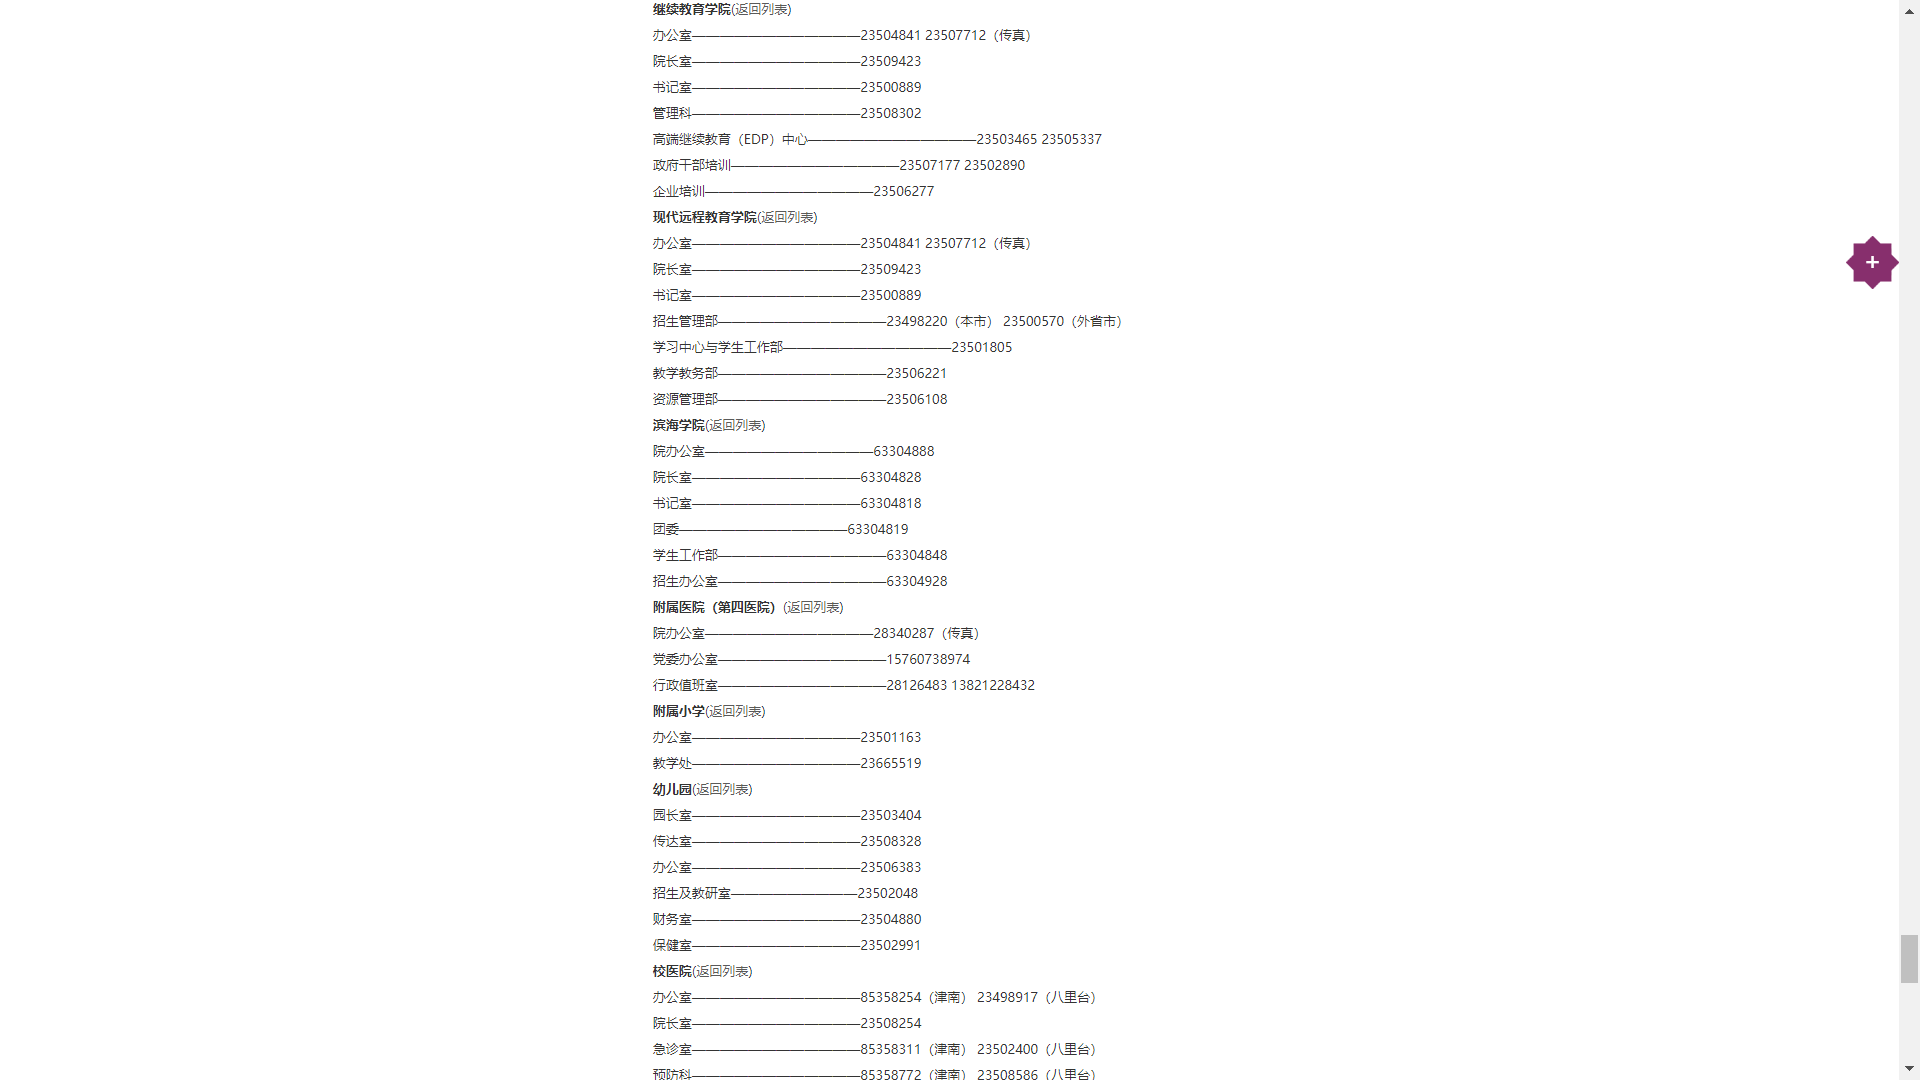 继续教育学院(返回列表)
办公室————————————23504841 23507712（传真）
院长室————————————23509423
书记室————————————23500889
管理科————————————23508302
高端继续教育（EDP）中心————————————23503465 23505337
政府干部培训————————————23507177 23502890
企业培训————————————23506277
现代远程教育学院(返回列表)
办公室————————————23504841 23507712（传真）
院长室————————————23509423
书记室————————————23500889
招生管理部————————————23498220（本市） 23500570（外省市）
学习中心与学生工作部————————————23501805
教学教务部————————————23506221
资源管理部————————————23506108
滨海学院(返回列表)
院办公室————————————63304888
院长室————————————63304828
书记室————————————63304818
团委————————————63304819
学生工作部————————————63304848
招生办公室————————————63304928
附属医院（第四医院）(返回列表)
院办公室————————————28340287（传真）
党委办公室————————————15760738974
行政值班室————————————28126483 13821228432
附属小学(返回列表)
办公室————————————23501163
教学处————————————23665519
幼儿园(返回列表)
园长室————————————23503404
传达室————————————23508328
办公室————————————23506383
招生及教研室—————————23502048
财务室————————————23504880
保健室————————————23502991
校医院(返回列表)
办公室————————————85358254（津南） 23498917（八里台）
院长室————————————23508254
急诊室————————————85358311（津南） 23502400（八里台）
预防科————————————85358772（津南） 23508586（八里台）